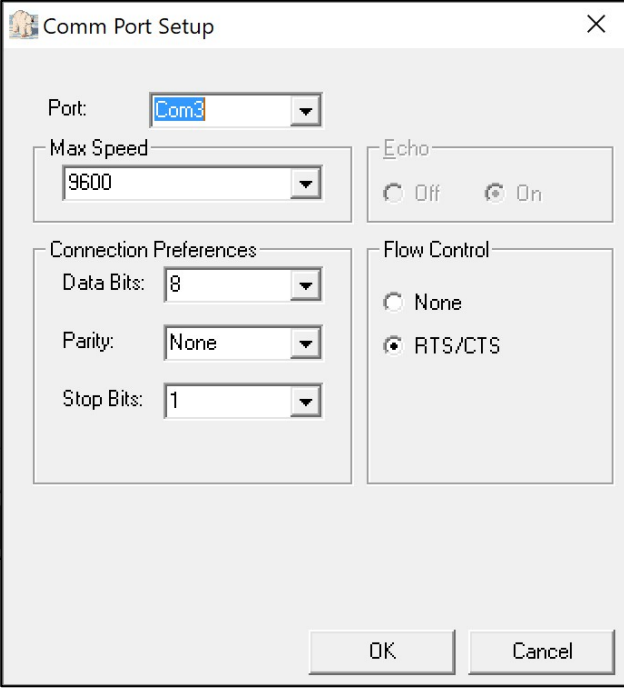 Comm Port Setup
Port: Com3
Max Speed
9600
Echo
Off On
Connection Preferences
Data Bits: 8
Parity: None
Stop Bits: 1
Flow Control
None
RTS/CTS
OK Cancel